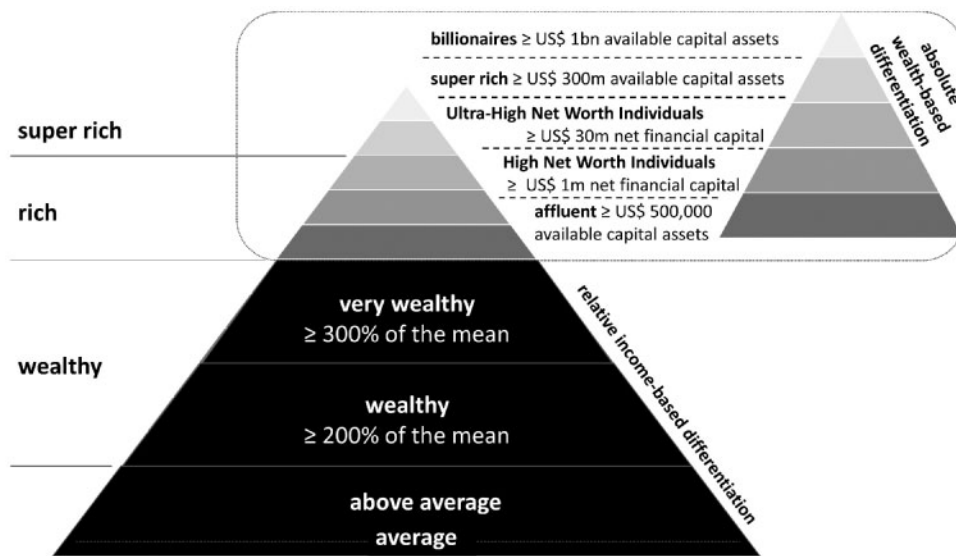 billionaires ≥ US$ 1bn available capital assets
super rich ≥ US$ 300m available capital assets
Ultra-High Net Worth Individuals
≥ US$ 30m net financial capital
High Net Worth Individuals
≥ US$ 1m net financial capital
affluent ≥ US$ 500,000
available capital assets
absolute
wealth-based
differentiation
super rich
rich
wealthy
very wealthy
≥ 300% of the mean
wealthy
≥ 200% of the mean
above average
average
relative income-based differentiation